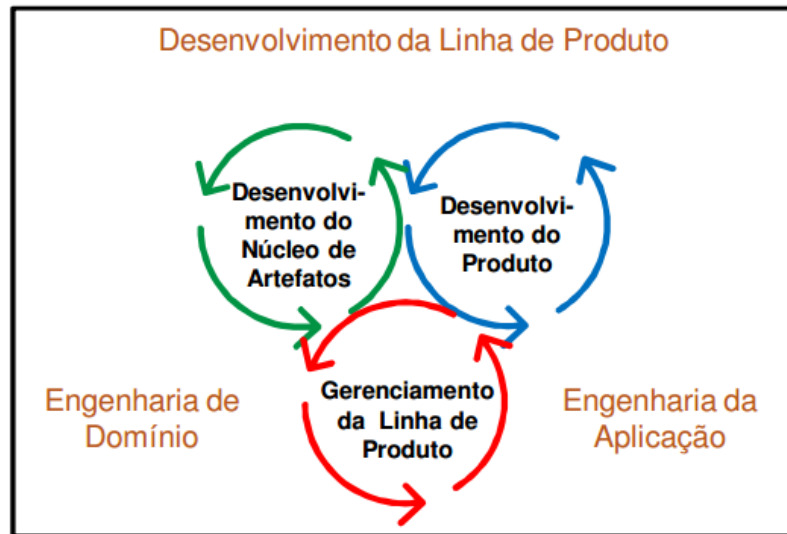 Desenvolvimento da Linha de Produto
Desenvolvi-
mento do
Núcleo de
Artefatos
Desenvolvi-
mento do
Produto
Gerenciamento
da Linha de
Produto
Engenharia de
Domínio
Engenharia da
Aplicação